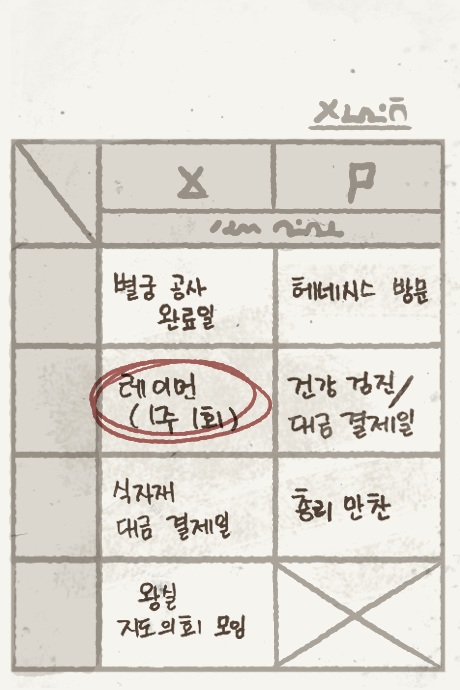 별궁 공사
완료일
헤네시스 방문
레이먼
(1주 1회)
건강 검진/
대금 결제일
식자재
대금 결제일
총리 만찬
왕실
지도의회 모임